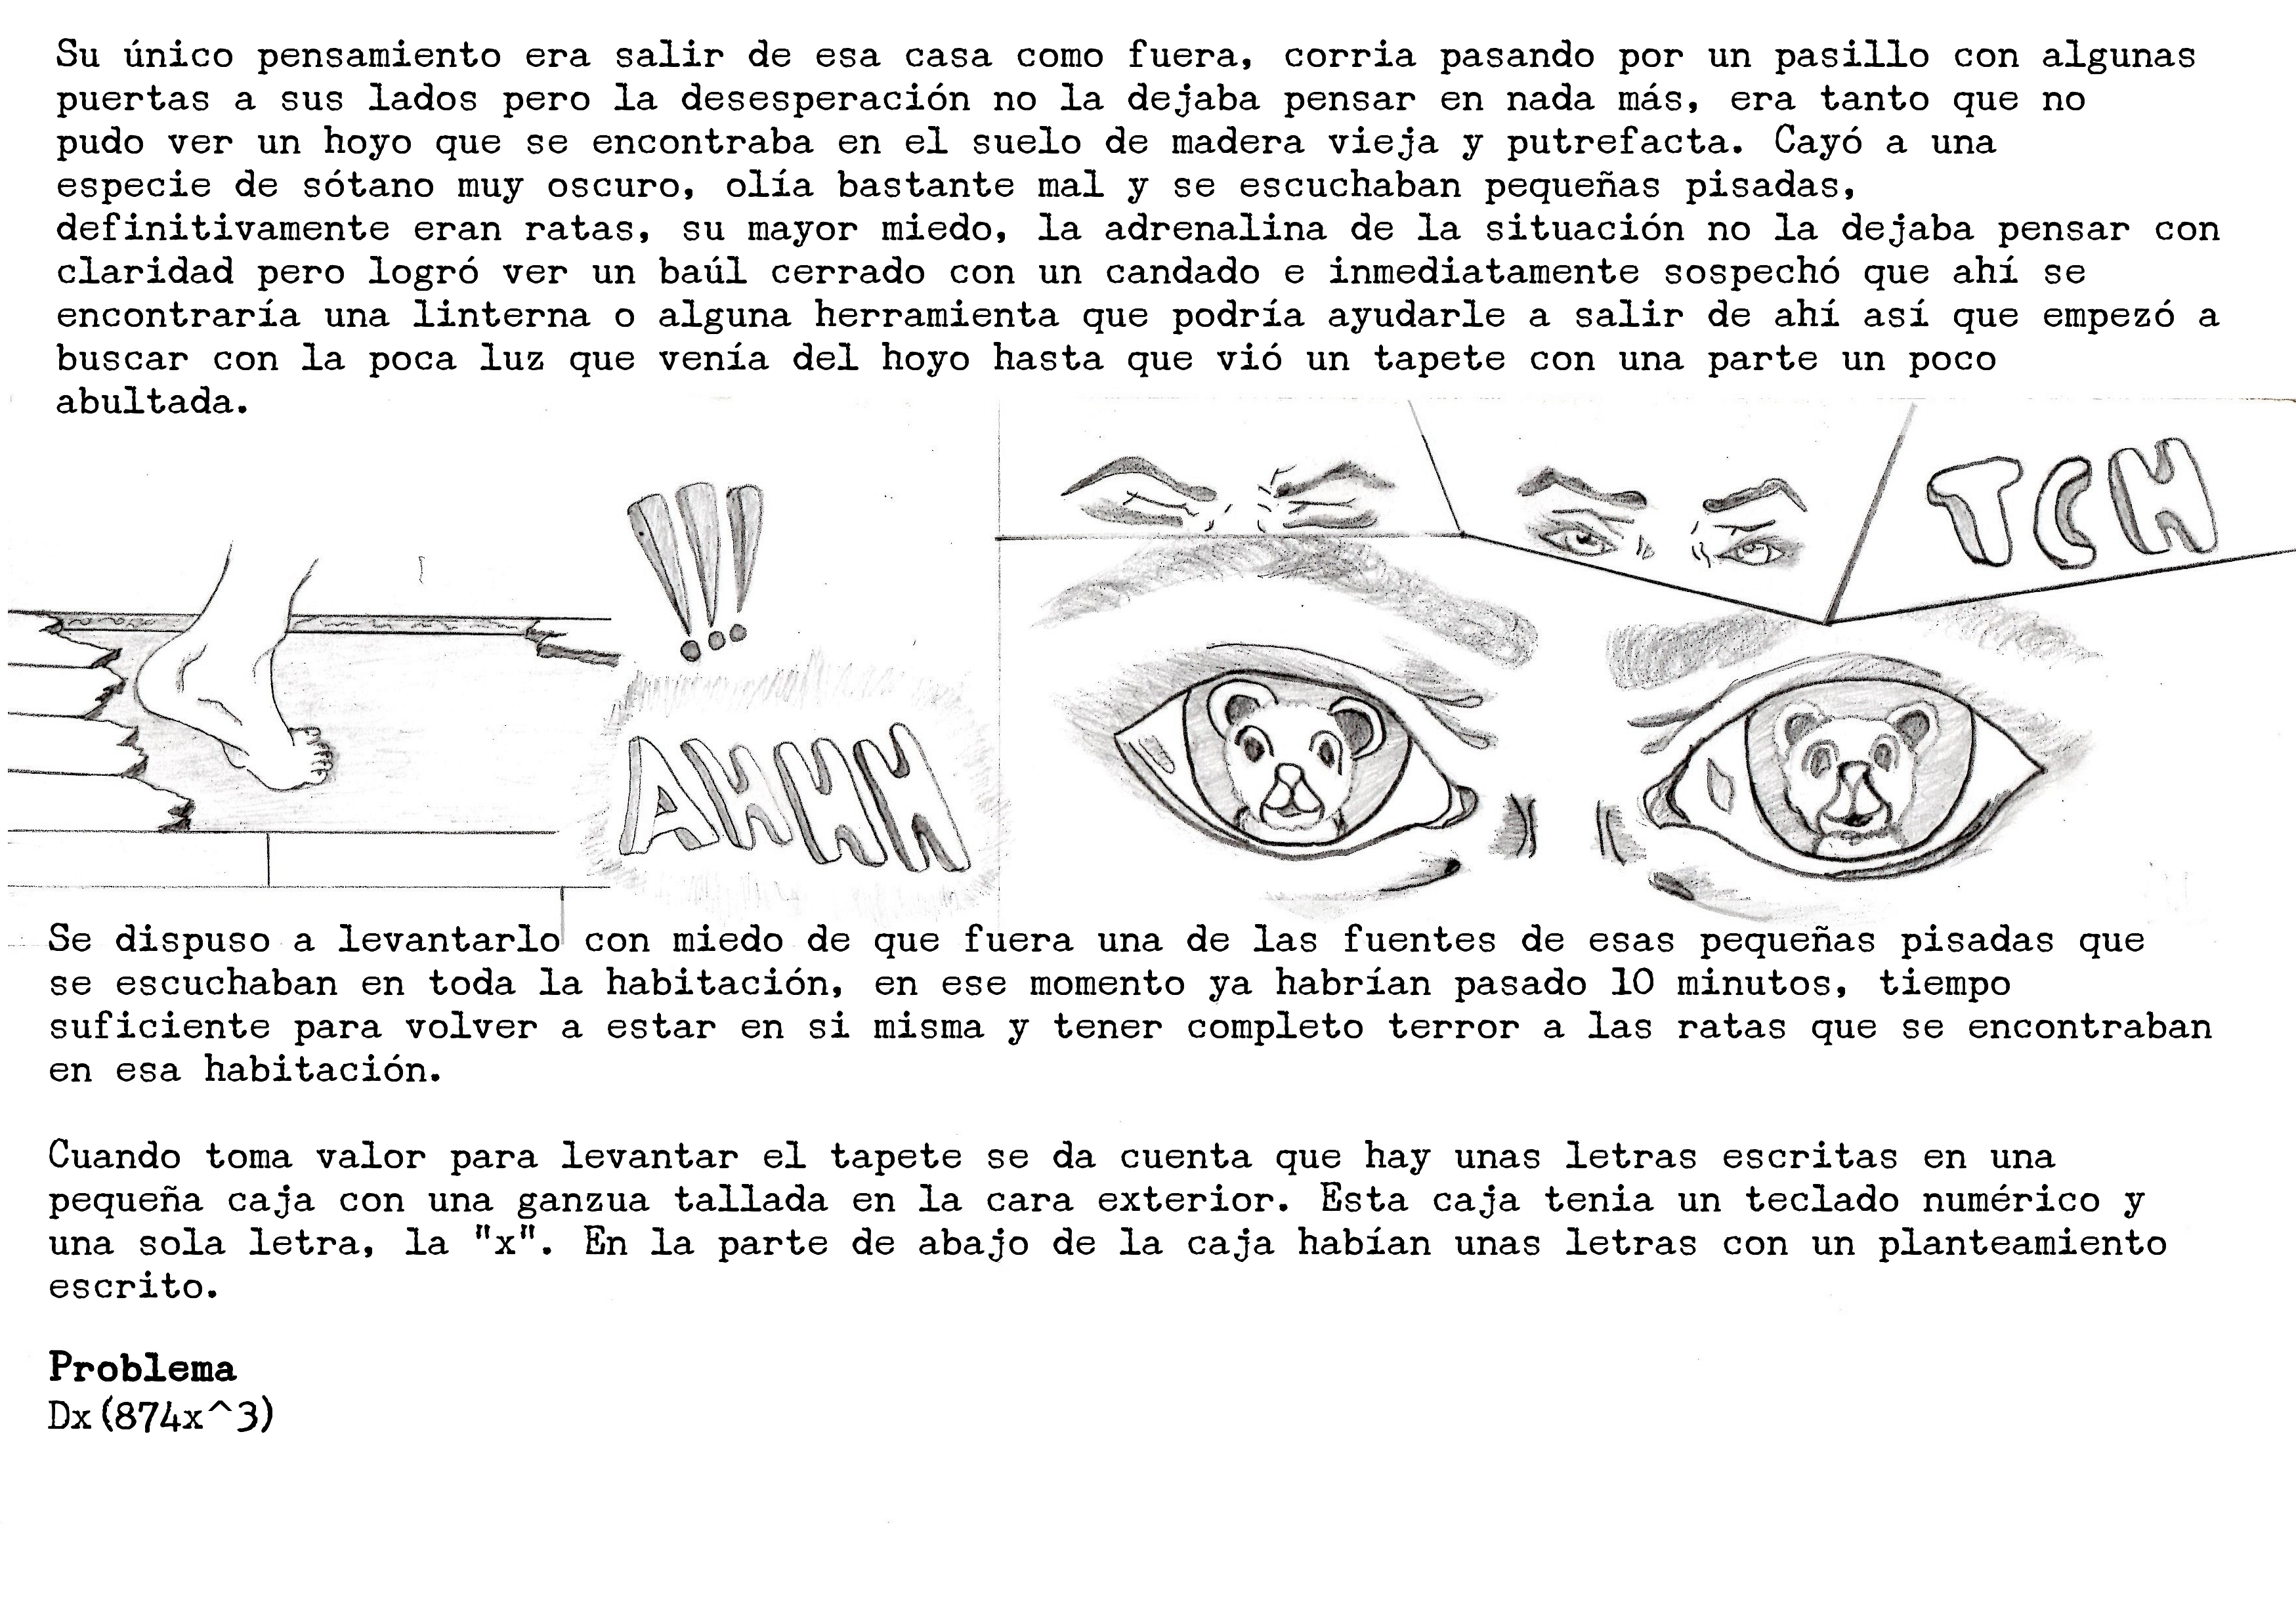 Su único pensamiento era salir de esa casa como fuera, corria pasando por un pasillo con algunas
puertas a sus lados pero la desesperación no la dejaba pensar en nada más, era tanto que no
pudo ver un hoyo que se encontraba en el suelo de madera vieja y putrefacta. Cayó a una
especie de sótano muy oscuro, olía bastante mal y se escuchaban pequeñas pisadas,
definitivamente eran ratas, su mayor miedo, la adrenalina de la situación no la dejaba pensar con
claridad pero logró ver un baúl cerrado con un candado e inmediatamente sospechó que ahí se
encontraría una linterna o alguna herramienta que podría ayudarle a salir de ahí así que empezó a
buscar con la poca luz que venía del hoyo hasta que vió un tapete con una parte un poco
abultada.
!!!
AHHH
TCH
Se dispuso a levantarlo con miedo de que fuera una de las fuentes de esas pequeñas pisadas que
se escuchaban en toda la habitación, en ese momento ya habrían pasado 10 minutos, tiempo
suficiente para volver a estar en si misma y tener completo terror a las ratas que se encontraban
en esa habitación.
Cuando toma valor para levantar el tapete se da cuenta que hay unas letras escritas en una
pequeña caja con una ganzua tallada en la cara exterior. Esta caja tenia un teclado numérico y
una sola letra, la "x". En la parte de abajo de la caja habían unas letras con un planteamiento
escrito.
Problema
Dx(874x^3)